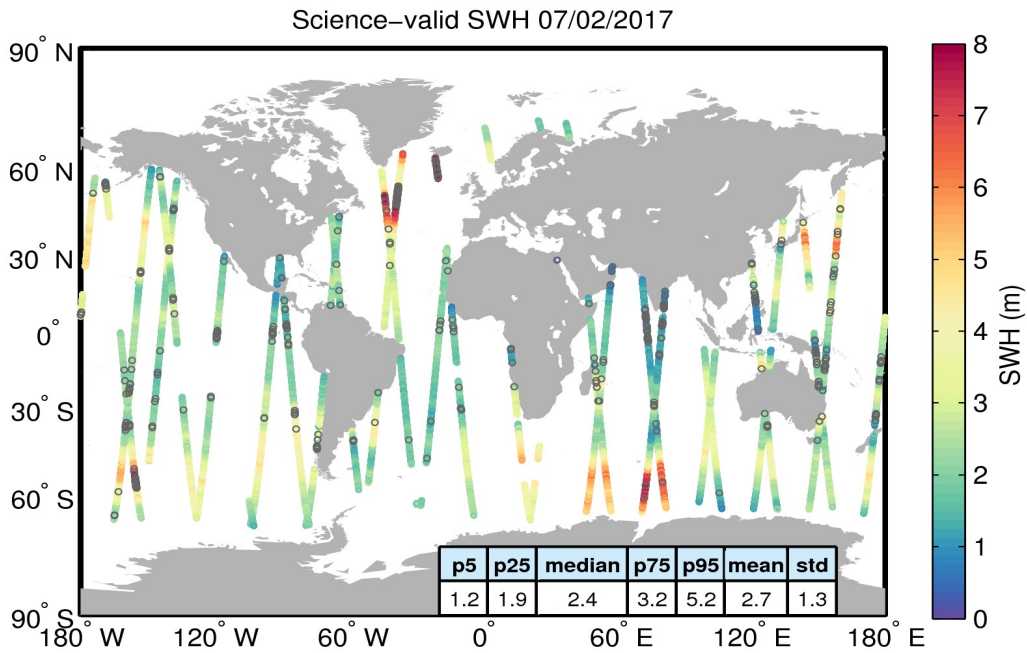 Science−valid SWH 07/02/2017
90° N
60° N
30° N
0°
30° S
60° S
90° S
180° W
120° W
60° W
0°
60° E
120° E
180° E
p5 p25 median p75 p95 mean std
1.2 1.9 2.4 3.2 5.2 2.7 1.3
8
7
6
5
4
3
2
1
0
SWH (m)